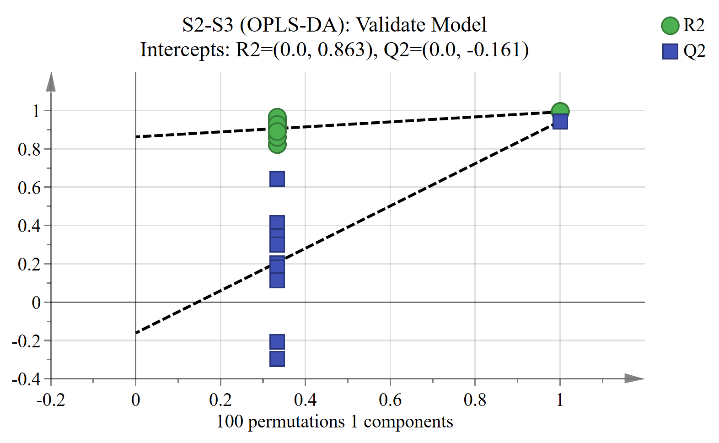 S2-S3 (OPLS-DA): Validate Model
Intercepts: R2=(0.0, 0.863), Q2=(0.0, -0.161)
R2
Q2
1
0.8
0.6
0.4
0.2
0
-0.2
-0.4
-0.2 0 0.2 0.4 0.6 0.8 1
100 permutations 1 components